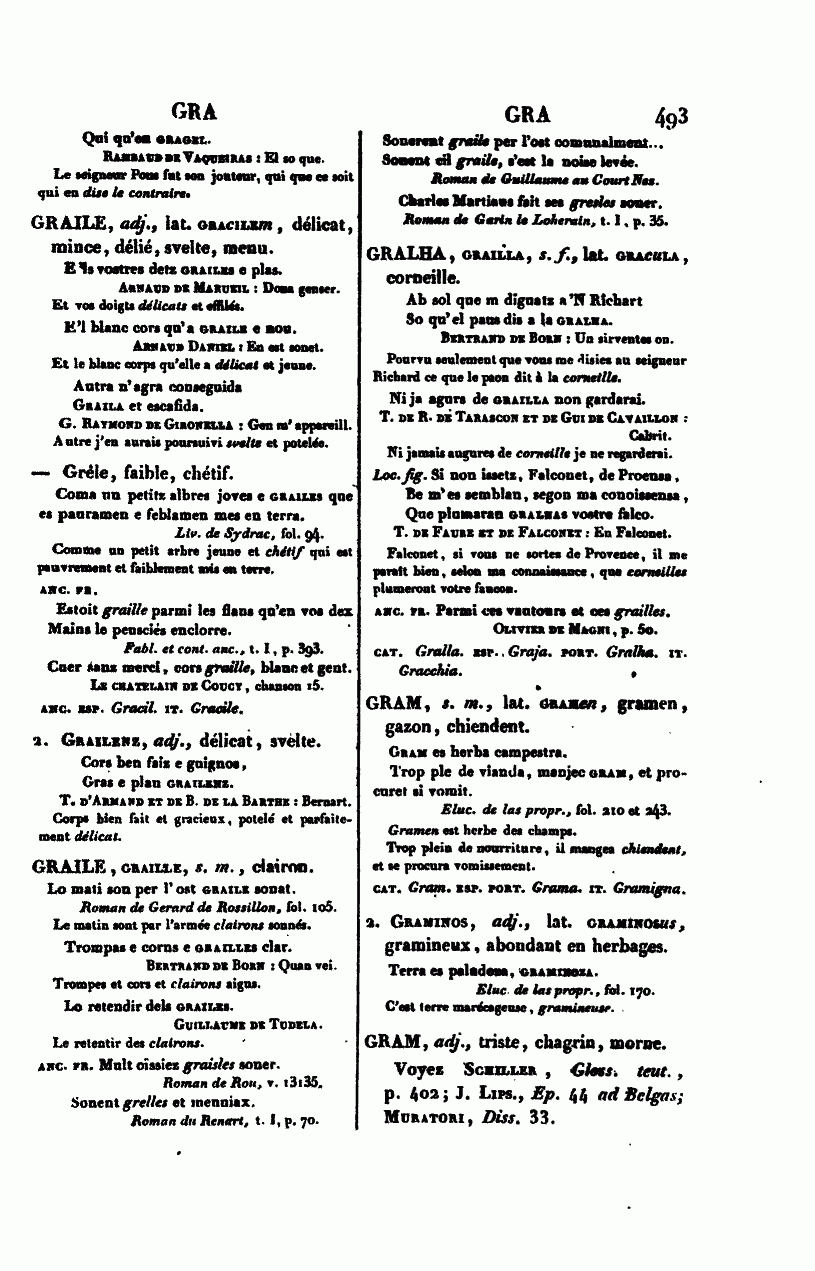 GRA
Qui qu'en GRAGEL.
RAMBAUD DE VAQUEIRAS : El so que.
Le seigneur Pons fut son jouteur, qui que ce soit
qui en dise le contraire.
GRAILE, adj., lat. GRACILEM, délicat,
mince, délié, svelte, menu.
E'ls vostres detz GRAILES e plas.
ARNAUD DE MARUEIL : Dona genser.
Et vos doigts délicats et effilés.
E'l blanc cors qu'a GRAILE e nou.
ARNAUD DANIEL : En est sonet.
Et le blanc corps qu'elle a délicat et jeune.
Autra n'agra conseguida
GRAILA et escafida.
G. RAYMOND DE GIRONELLA : Gen m'appareill.
Autre j'en aurais poursuivi svelte et potelée.
— Grêle, faible, chétif.
Coma un petitz albres joves e GRAILES que
es pauramen e feblamen mes en terra.
Liv. de Sydrac, fol. 94.
Comme un petit arbre jeune et chétif qui est
pauvrement et faiblement mis en terre.
ANC. FR.
Estoit graille parmi les flans qu'en vos dex
Mains le penssiés enclorre.
Fabl. et cont. anc., t. I, p. 393.
Cuer sans merci, cors graille, blanc et gent.
LE CHATELAIN DE COUCY, chanson 15.
ANC. ESP. Gracil. IT. Gracile.
2. GRAILENZ, adj., délicat, svelte.
Cors ben faiz e guignos,
Gras e plan GRAILENZ.
T. D'ARMAND ET DE B. DE LA BARTHE : Bernart.
Corps bien fait et gracieux, potelé et parfaite-
ment délicat.
GRAILE, GRAILLE, s. m., clairon.
Lo mati son per l'ost GRAILE sonat.
Roman de Gerard de Rossillon, fol. 105.
Le matin sont par l'armée clairons sonnés.
Trompas e corns e GRAILLES clar.
BERTRAND DE BORN : Quan vei.
Trompes et cors et clairons aigus.
Lo retendir dels GRAILES.
GUILLAUME DE TUDELA.
Le retentir des clairons.
ANC. FR. Mult oissiez graisles soner.
Roman de Rou, v. 13135.
Sonent grelles et menniax.
Roman du Renart, t. I, p. 70.
GRA 493
Sonerent graile per l'ost comunalment...
Sonent cil graile, s'est la noise levée.
Roman de Guillaume au Court Nez.
Charles Martiaus fait ses gresles soner.
Roman de Garin le Loherain, t. I, p. 35.
GRALHA, GRAILLA, s. f., lat. GRACULA,
corneille.
Ab sol que m dignatz a'N Richart
So qu'el paus dis a la GRALHA.
BERTRAND DE BORN : Un sirventes on.
Pourvu seulement que vous me disiez au seigneur
Richard ce que le paon dit à la corneille.
Ni ja agurs de GRAILLA non gardarai.
T. DE R. DE TARASCON ET DE GUI DE CAVAILLON :
Cabrit.
Ni jamais augures de corneille je ne regarderai.
Loc. fig. Si non issetz, Falconet, de Proensa,
Be m'es semblan, segon ma conoissensa,
Que plumaran GRALHAS vostre falco.
T. DE FAURE ET DE FALCONET : En Falconet.
Falconet, si vous ne sortez de Provence, il me
paraît bien, selon ma connaissance, que corneilles
plumeront votre faucon.
ANC. FR. Parmi ces vautours et ces grailles.
OLIVIER DE MAGNI, p. 50.
CAT. Gralla. ESP. Graja. PORT. Gralha. IT.
Gracchia.
GRAM, s. m., lat. GRAMEN, gramen,
gazon, chiendent.
GRAM es herba campestra.
Trop ple de vianda, manjec GRAM, et pro-
curet si vomit.
Eluc. de las propr., fol. 210 et 243.
Gramen est herbe des champs.
Trop plein de nourriture, il mangea chiendent,
et se procura vomissement.
CAT. Gram. ESP. PORT. Grama. IT. Gramigna.
2. GRAMINOS, adj., lat. GRAMINOSUS,
gramineux, abondant en herbages.
Terra es paludosa, GRAMINOZA.
Eluc. de las propr., fol. 170.
C'est terre marécageuse, gramineuse.
GRAM, adj., triste, chagrin, morne.
Voyez SCHILLER, Gloss. teut.,
p. 402; J. LIPS., Ep. 44 ad Belgas;
MURATORI, Diss. 33.